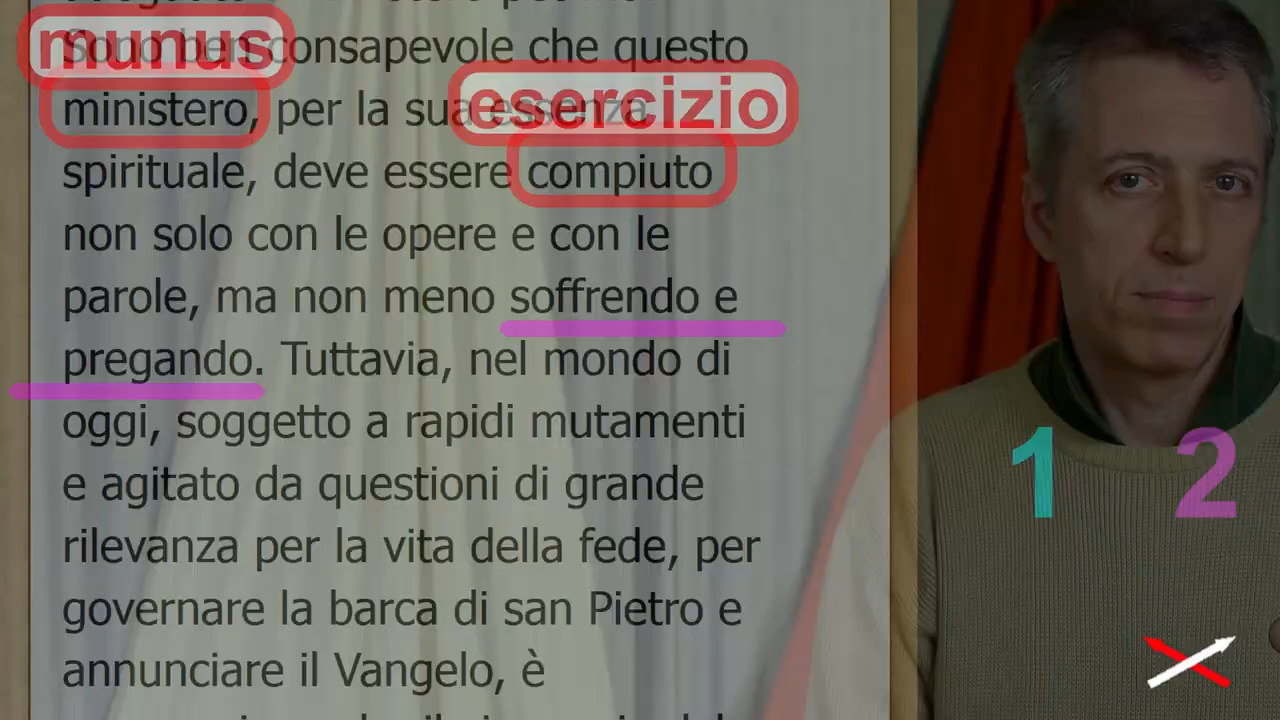 munus
Sono ben consapevole che questo
esercizio
ministero, per la sua essenza
spirituale, deve essere compiuto
non solo con le opere e con le
parole, ma non meno soffrendo e
pregando. Tuttavia, nel mondo di
oggi, soggetto a rapidi mutamenti
e agitato da questioni di grande
rilevanza per la vita della fede, per
governare la barca di san Pietro e
annunciare il Vangelo, è
1 2